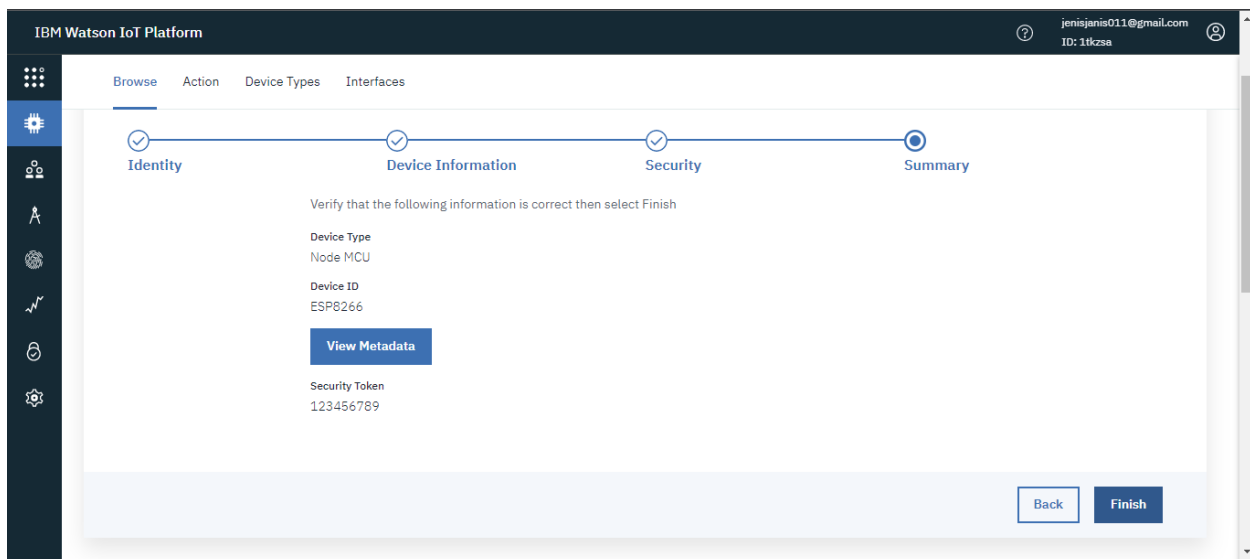 IBM Watson IoT Platform
jenisjanis011@gmail.com
ID: 1tkzsa
Browse Action Device Types Interfaces
Identity Device Information Security Summary
Verify that the following information is correct then select Finish
Device Type
Node MCU
Device ID
ESP8266
View Metadata
Security Token
123456789
Back Finish